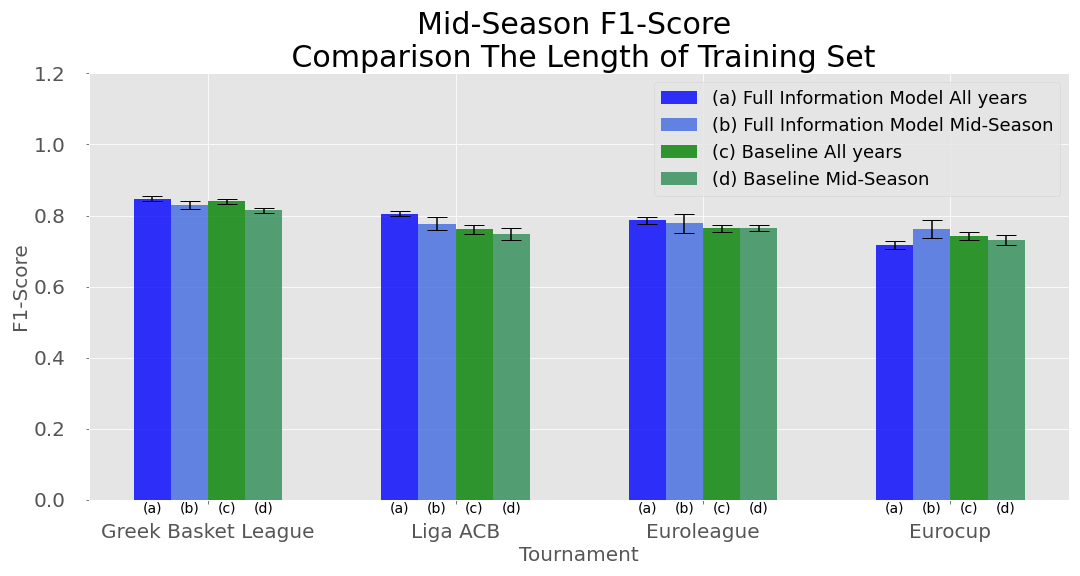 Mid-Season F1-Score
Comparison The Length of Training Set
1.2
1.0
0.8
0.6
0.4
0.2
0.0
F1-Score
(a) Full Information Model All years
(b) Full Information Model Mid-Season
(c) Baseline All years
(d) Baseline Mid-Season
(a) (b) (c) (d) (a) (b) (c) (d) (a) (b) (c) (d) (a) (b) (c) (d)
Greek Basket League Liga ACB Euroleague Eurocup
Tournament